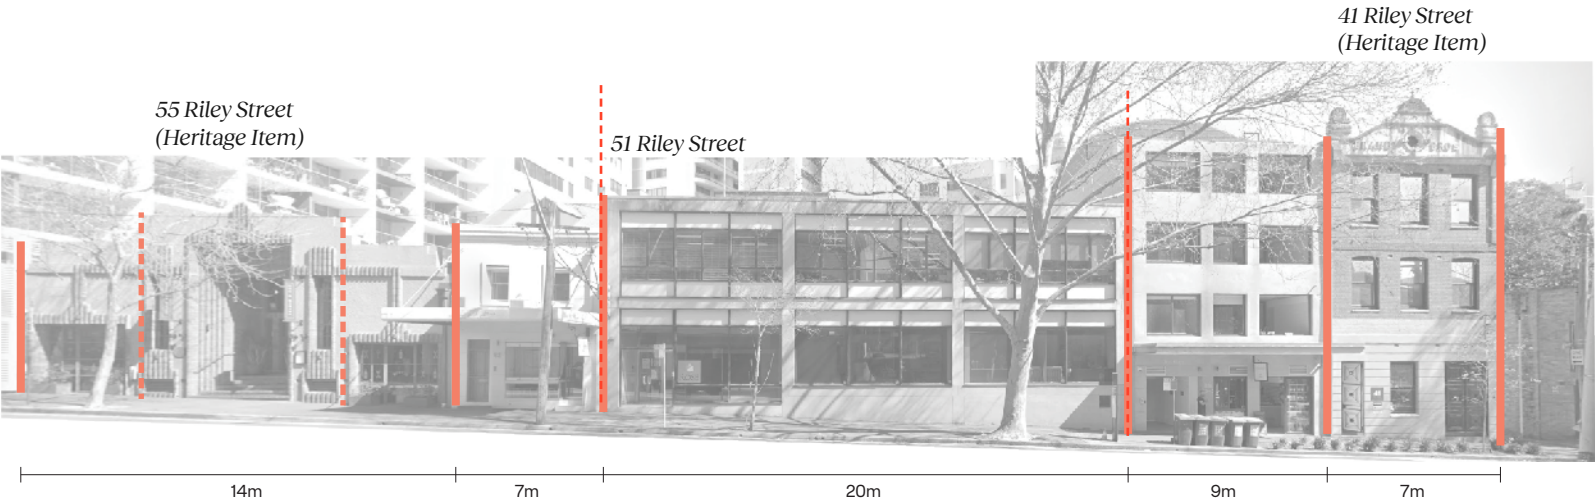 41 Riley Street
(Heritage Item)
55 Riley Street
(Heritage Item)
51 Riley Street
14m
7m
20m
9m
7m